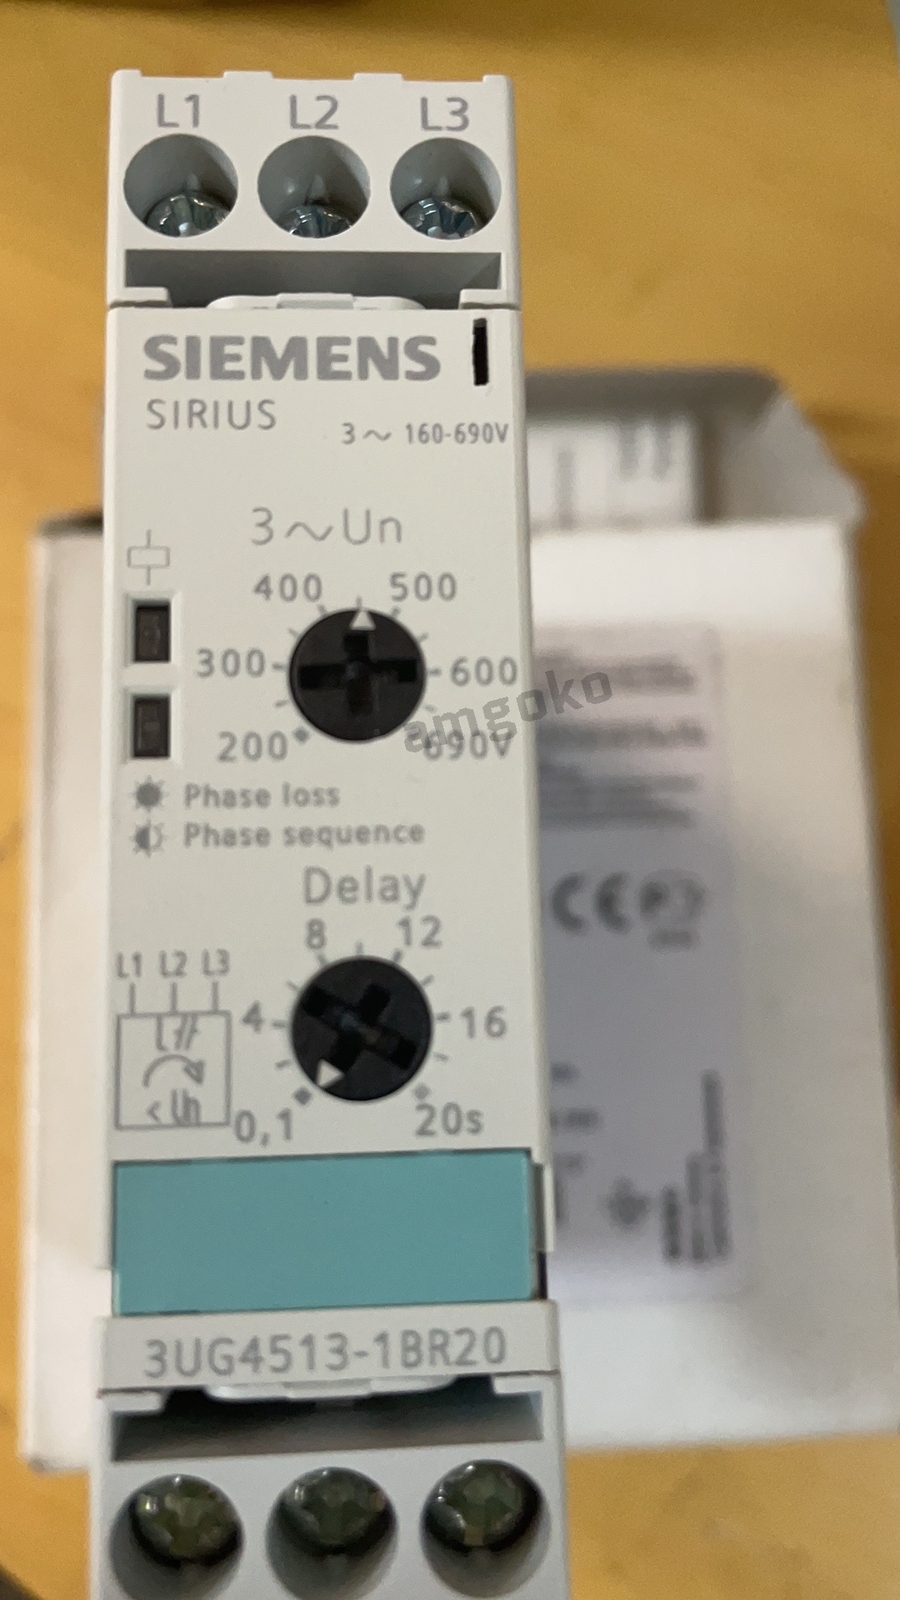 L1 L2 L3
SIEMENS
SIRIUS
3~ 160-690V
3~Un
400 500
300 600
amgoko
200 690V
Phase loss
Phase sequence
Delay
8 12
L1 L2 L3
4 16
< Un
0,1 20s
3UG4513-1BR20
CE